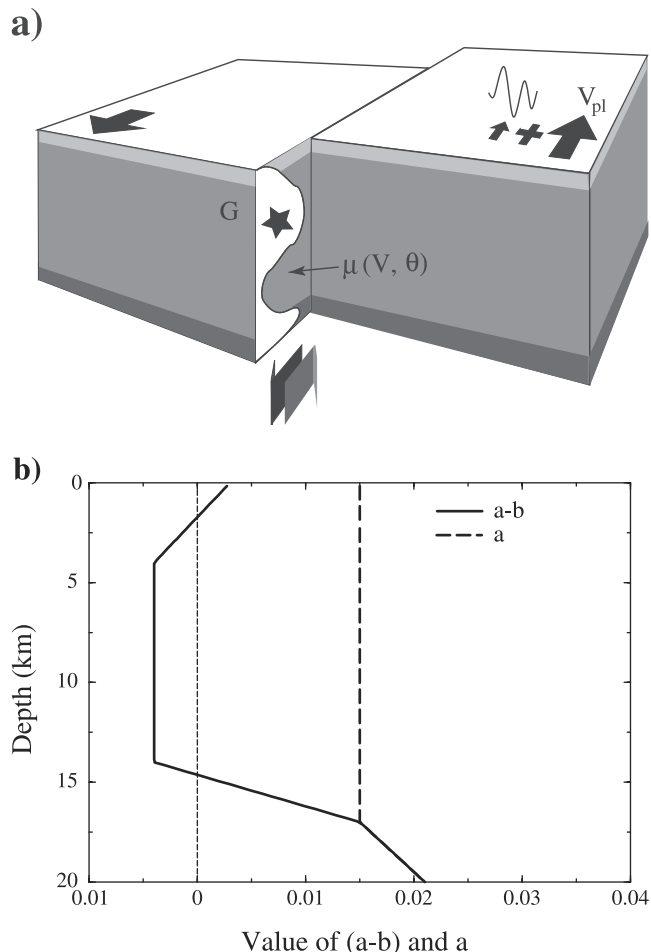 a)
V_pl
G
μ (V, θ)
b)
a-b
a
0
5
10
15
20
Depth (km)
0.01 0 0.01 0.02 0.03 0.04
Value of (a-b) and a